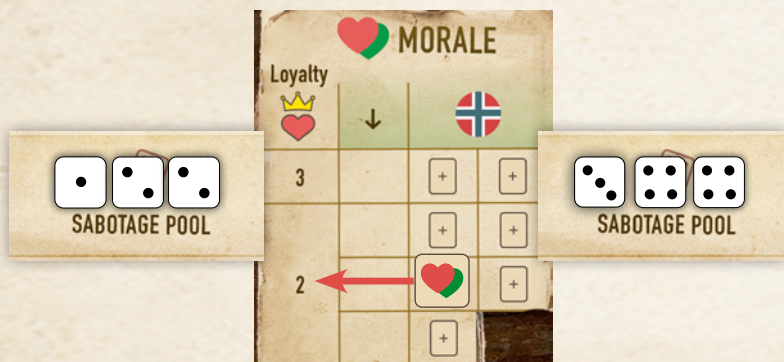 MORALE
Loyalty
3
+ +
+ +
2
+
+
SABOTAGE POOL
SABOTAGE POOL